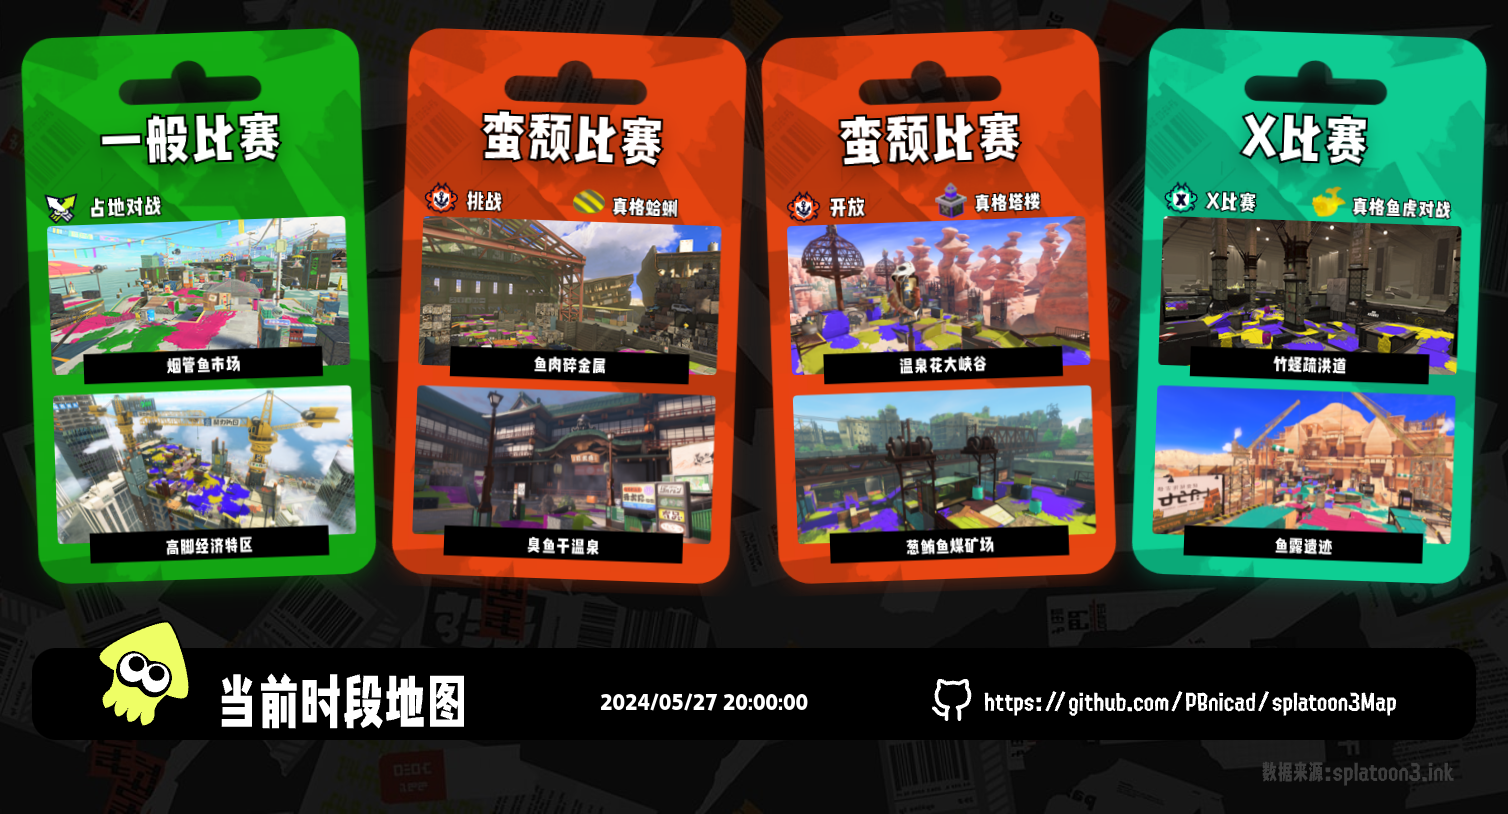 一般比赛
占地对战
烟管鱼市场
高脚经济特区
蛮颓比赛
挑战
真格蛤蜊
鱼肉碎金属
臭鱼干温泉
蛮颓比赛
开放
真格塔楼
温泉花大峡谷
葱鲔鱼煤矿场
X比赛
X比赛
真格鱼虎对战
竹蛏疏洪道
鱼露遗迹
当前时段地图
2024/05/27 20:00:00
https://github.com/PBnicad/splatoon3Map
数据来源:splatoon3.ink